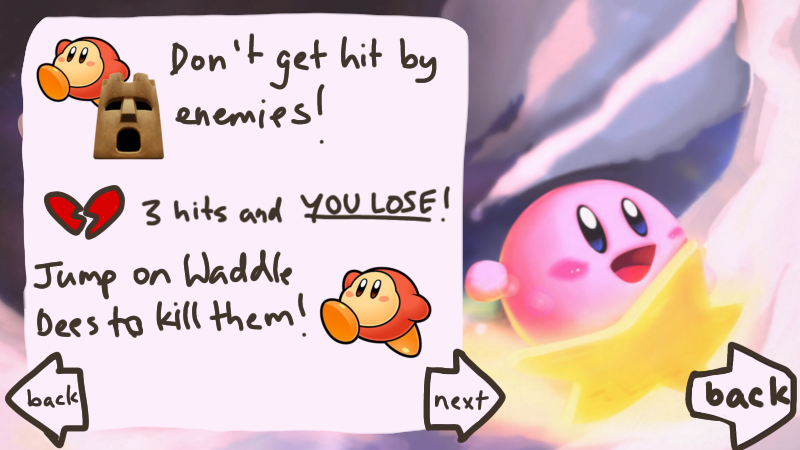 Don't get hit by
enemies!
3 hits and YOU LOSE!
Jump on Waddle
Dees to kill them!
back
next
back